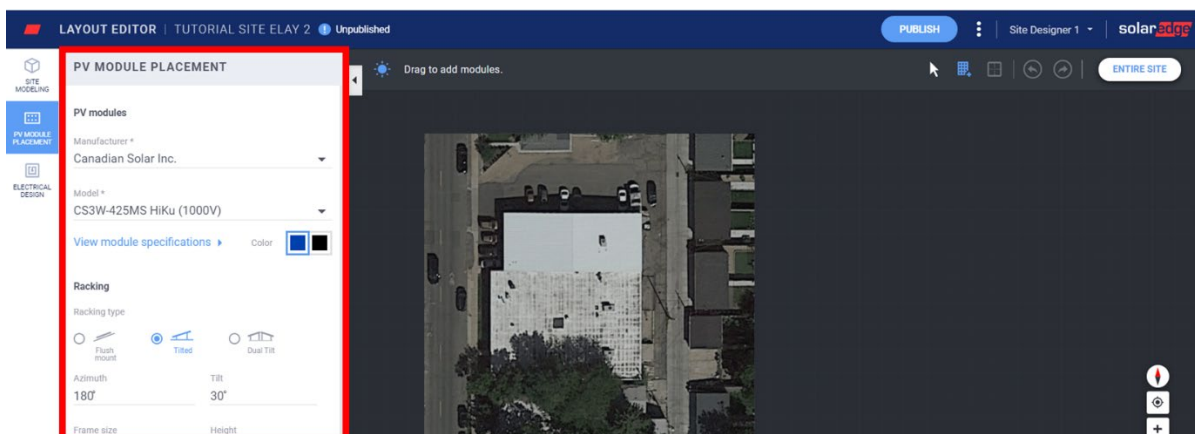 LAYOUT EDITOR | TUTORIAL SITE ELAY 2 ! Unpublished
PUBLISH
Site Designer 1
solaredge
SITE
MODELING
PV MODULE
PLACEMENT
ELECTRICAL
DESIGN
PV MODULE PLACEMENT
Drag to add modules.
ENTIRE SITE
PV modules
Manufacturer *
Canadian Solar Inc.
Model *
CS3W-425MS HiKu (1000V)
View module specifications
Color
Racking
Racking type
Flush
mount
Tilted
Dual Tilt
Azimuth
Tilt
180°
30°
Frame size
Height